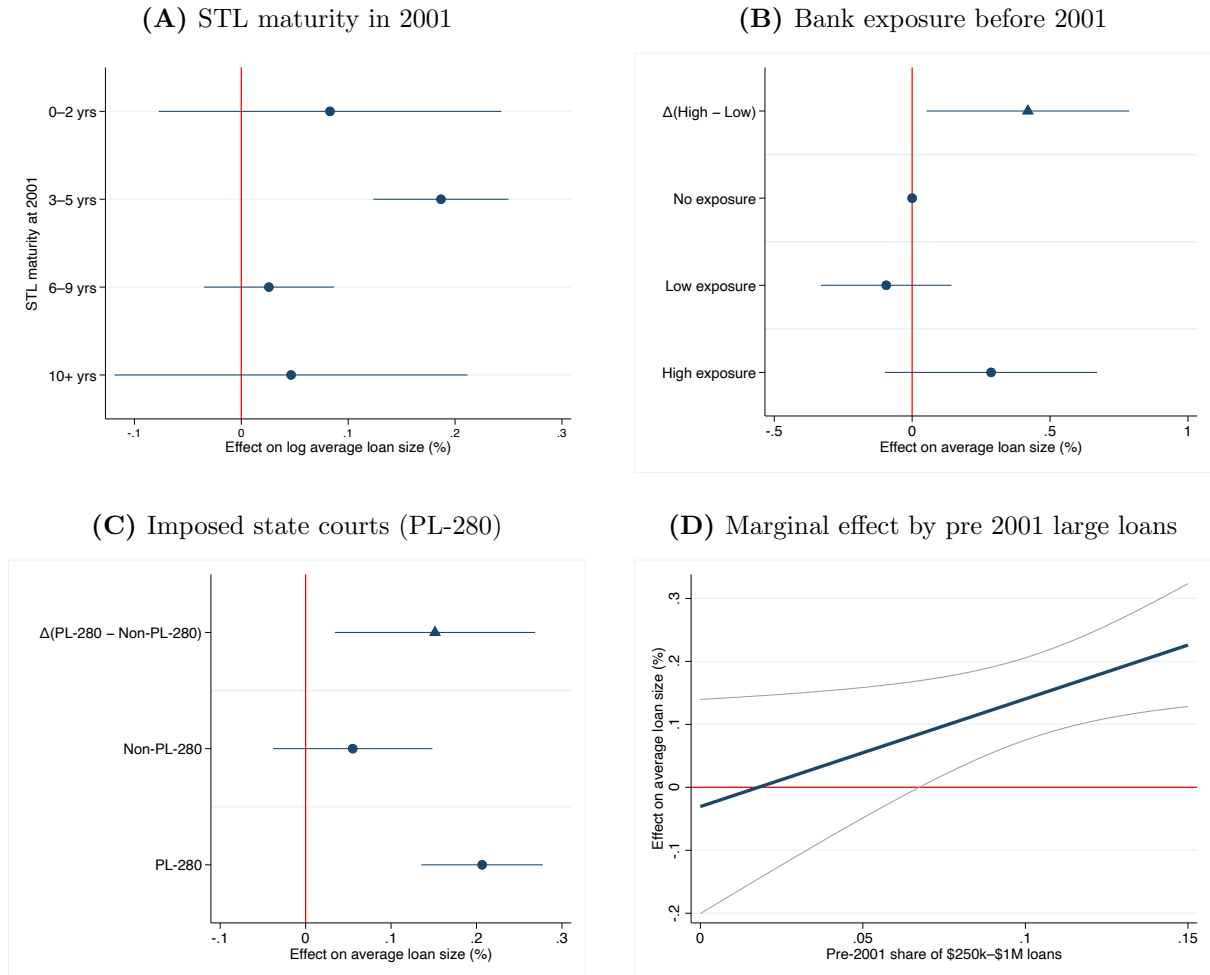 (A) STL maturity in 2001
STL maturity at 2001
0–2 yrs
3–5 yrs
6–9 yrs
10+ yrs
-.1 0 .1 .2 .3
Effect on log average loan size (%)
(B) Bank exposure before 2001
Δ(High – Low)
No exposure
Low exposure
High exposure
-.5 0 .5 1
Effect on average loan size (%)
(C) Imposed state courts (PL-280)
Δ(PL-280 – Non-PL-280)
Non-PL-280
PL-280
-.1 0 .1 .2 .3
Effect on average loan size (%)
(D) Marginal effect by pre 2001 large loans
Effect on average loan size (%)
.3
.2
.1
0
-.1
-.2
0 .05 .1 .15
Pre-2001 share of $250k–$1M loans